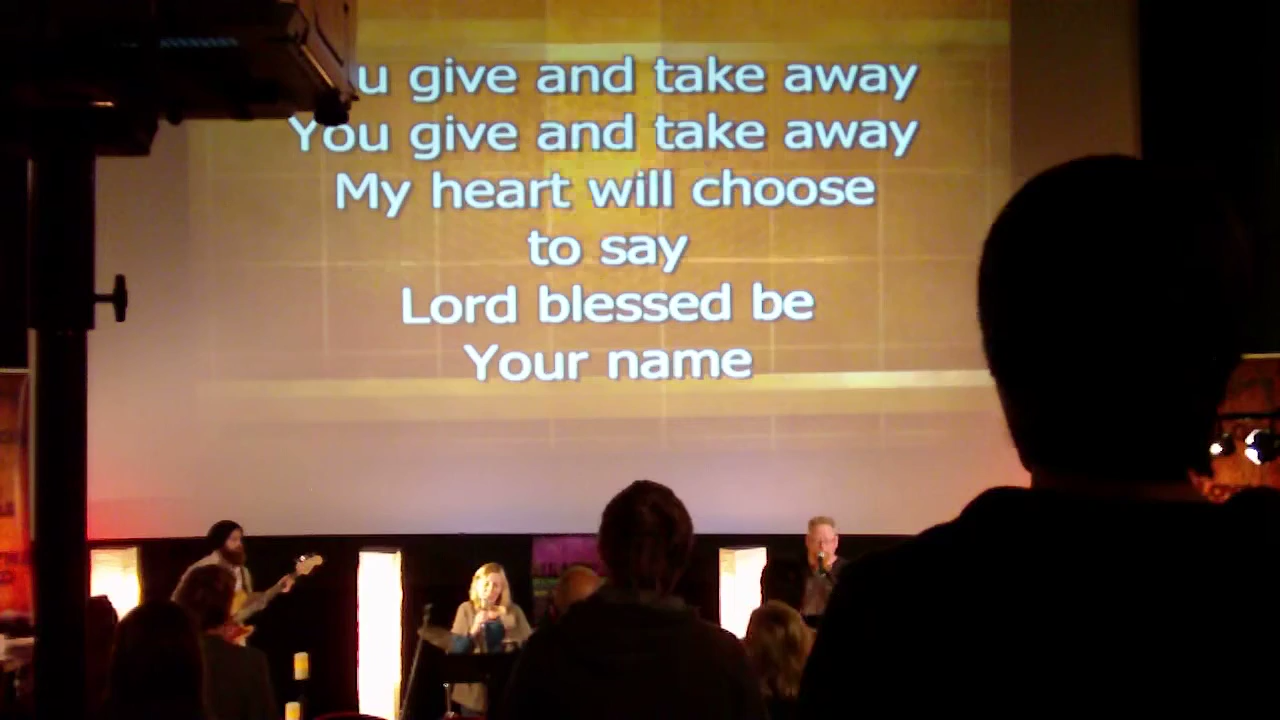 u give and take away
You give and take away
My heart will choose
to say
Lord blessed be
Your name